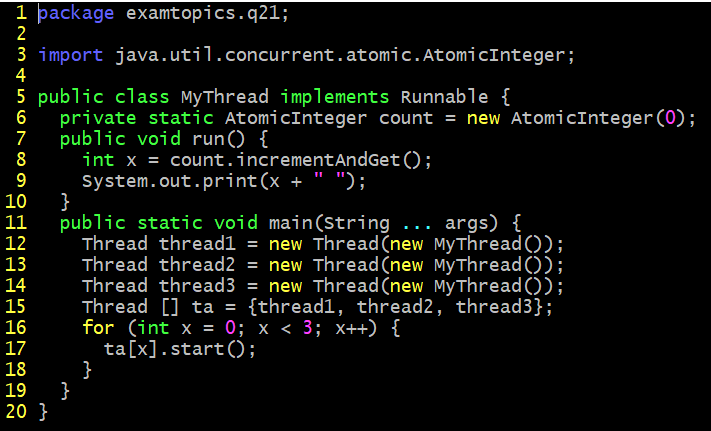 1 package examtopics.q21;
2
3 import java.util.concurrent.atomic.AtomicInteger;
4
5 public class MyThread implements Runnable {
6   private static AtomicInteger count = new AtomicInteger(0);
7   public void run() {
8     int x = count.incrementAndGet();
9     System.out.print(x + " ");
10   }
11   public static void main(String ... args) {
12     Thread thread1 = new Thread(new MyThread());
13     Thread thread2 = new Thread(new MyThread());
14     Thread thread3 = new Thread(new MyThread());
15     Thread [] ta = {thread1, thread2, thread3};
16     for (int x = 0; x < 3; x++) {
17       ta[x].start();
18     }
19   }
20 }